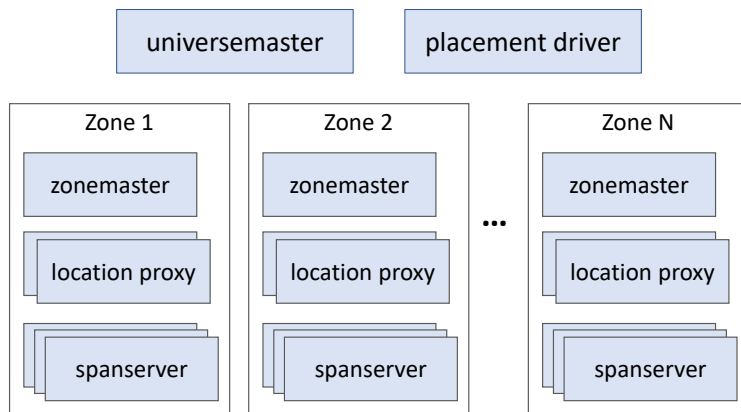 universemaster
placement driver
Zone 1
zonemaster
location proxy
spanserver
Zone 2
zonemaster
location proxy
spanserver
...
Zone N
zonemaster
location proxy
spanserver